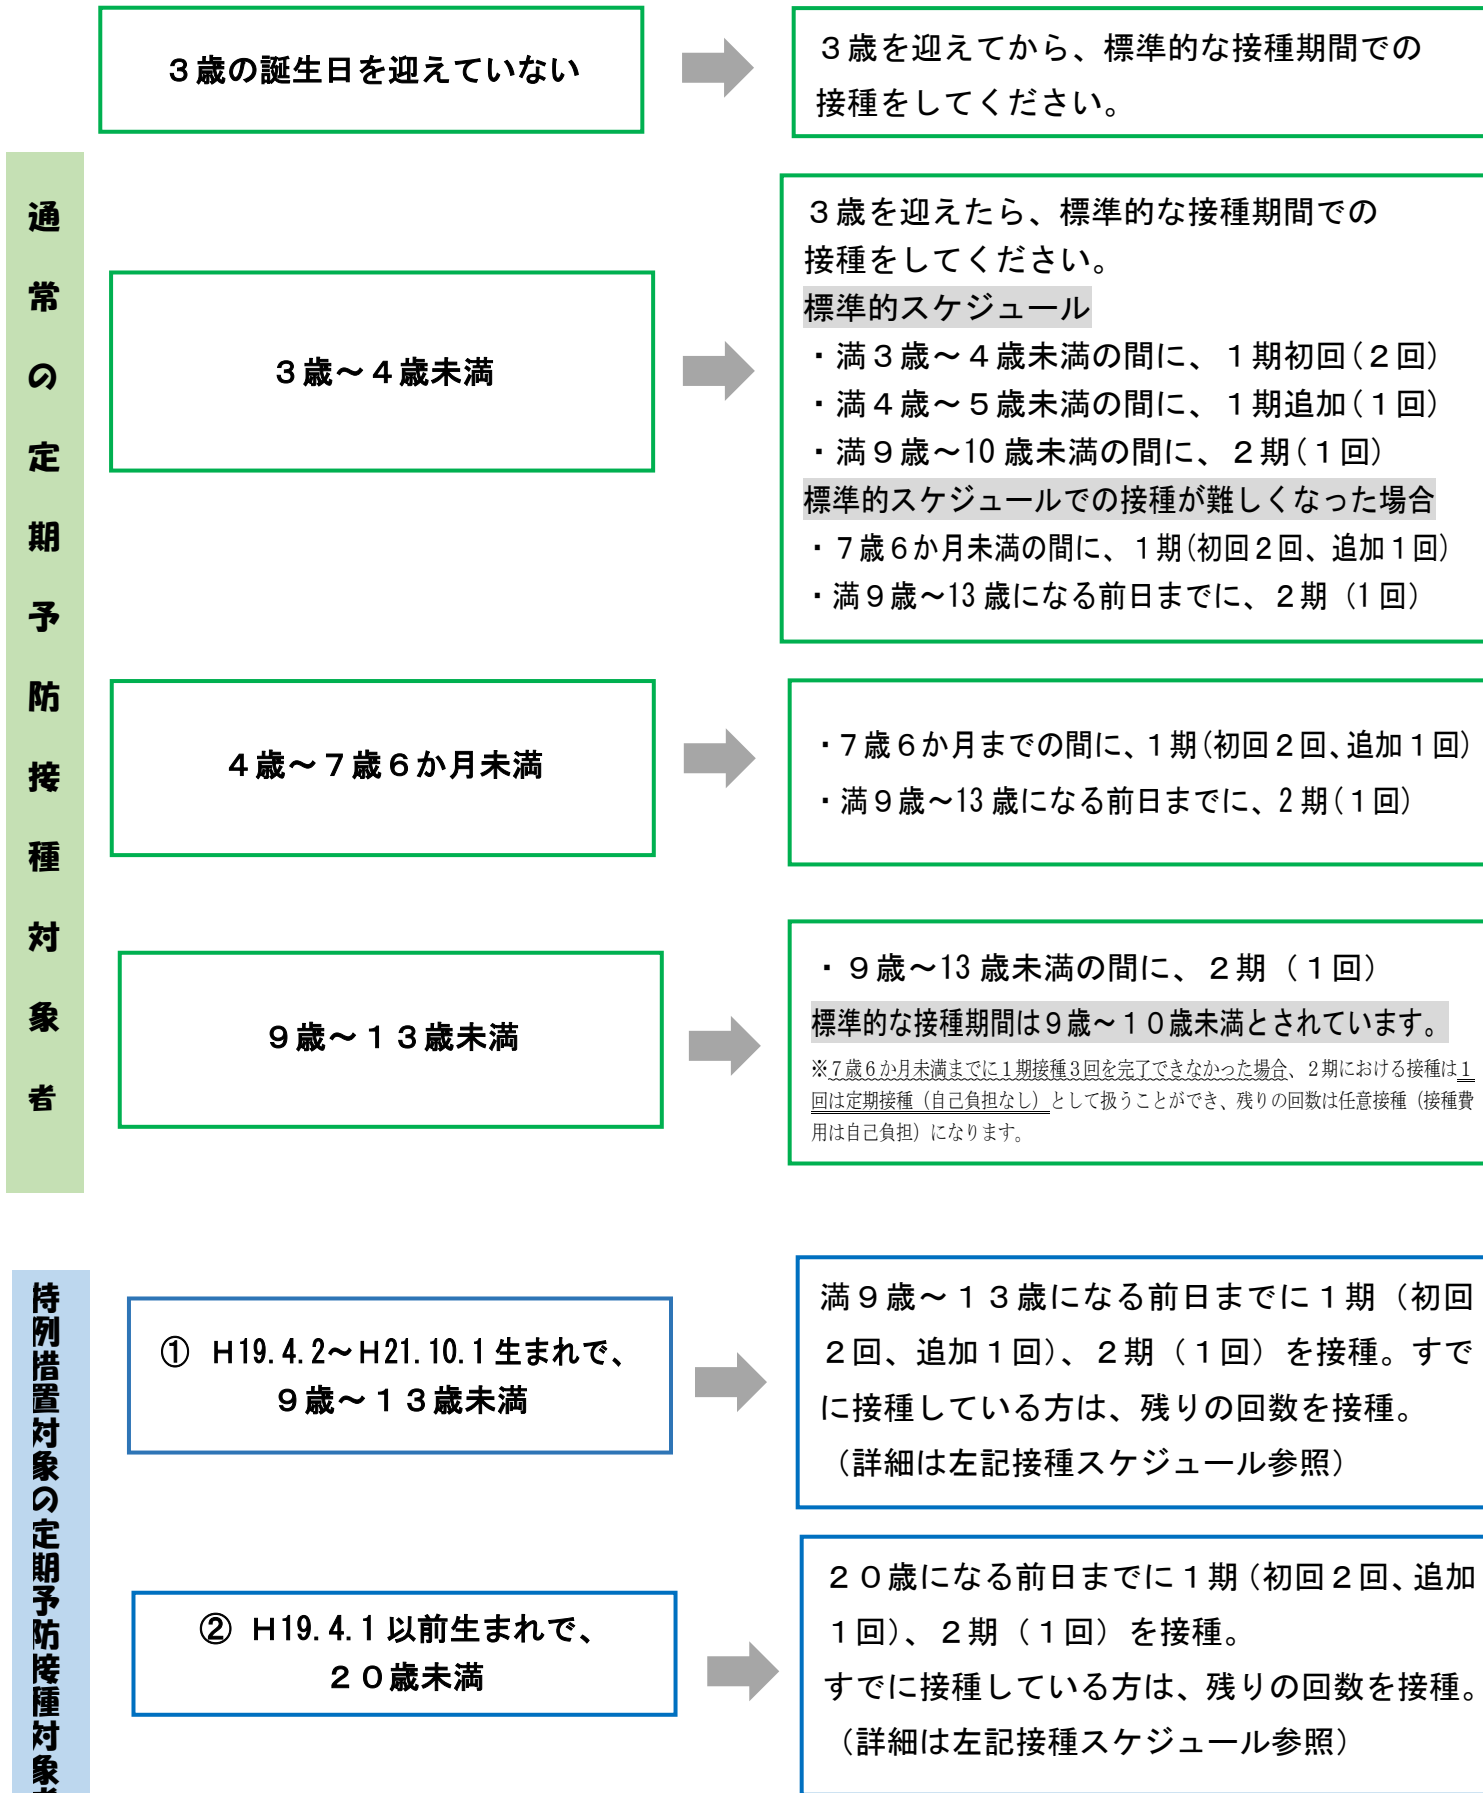 ３歳の誕生日を迎えていない
３歳を迎えてから、標準的な接種期間での
接種をしてください。
通常の定期予防接種対象者
３歳～４歳未満
３歳を迎えたら、標準的な接種期間での
接種をしてください。
標準的スケジュール
・満３歳～４歳未満の間に、１期初回(２回)
・満４歳～５歳未満の間に、１期追加(１回)
・満９歳～10歳未満の間に、２期(１回)
標準的スケジュールでの接種が難しくなった場合
・７歳６か月未満の間に、１期(初回２回、追加１回)
・満９歳～13歳になる前日までに、２期（1回）
４歳～７歳６か月未満
・７歳６か月までの間に、１期(初回２回、追加１回)
・満９歳～13歳になる前日までに、2期(１回)
９歳～１３歳未満
・９歳～13歳未満の間に、２期（１回）
標準的な接種期間は９歳～１０歳未満とされています。
※７歳６か月未満までに１期接種３回を完了できなかった場合、２期における接種は１
回は定期接種（自己負担なし）として扱うことができ、残りの回数は任意接種（接種費
用は自己負担）になります。
特例措置対象の定期予防接種対象者
① H19.4.2～H21.10.1生まれで、
９歳～１３歳未満
満９歳～１３歳になる前日までに１期（初回
２回、追加１回）、２期（１回）を接種。すで
に接種している方は、残りの回数を接種。
（詳細は左記接種スケジュール参照）
② H19.4.1以前生まれで、
２０歳未満
２０歳になる前日までに１期(初回２回、追加
１回)、２期（１回）を接種。
すでに接種している方は、残りの回数を接種。
（詳細は左記接種スケジュール参照）